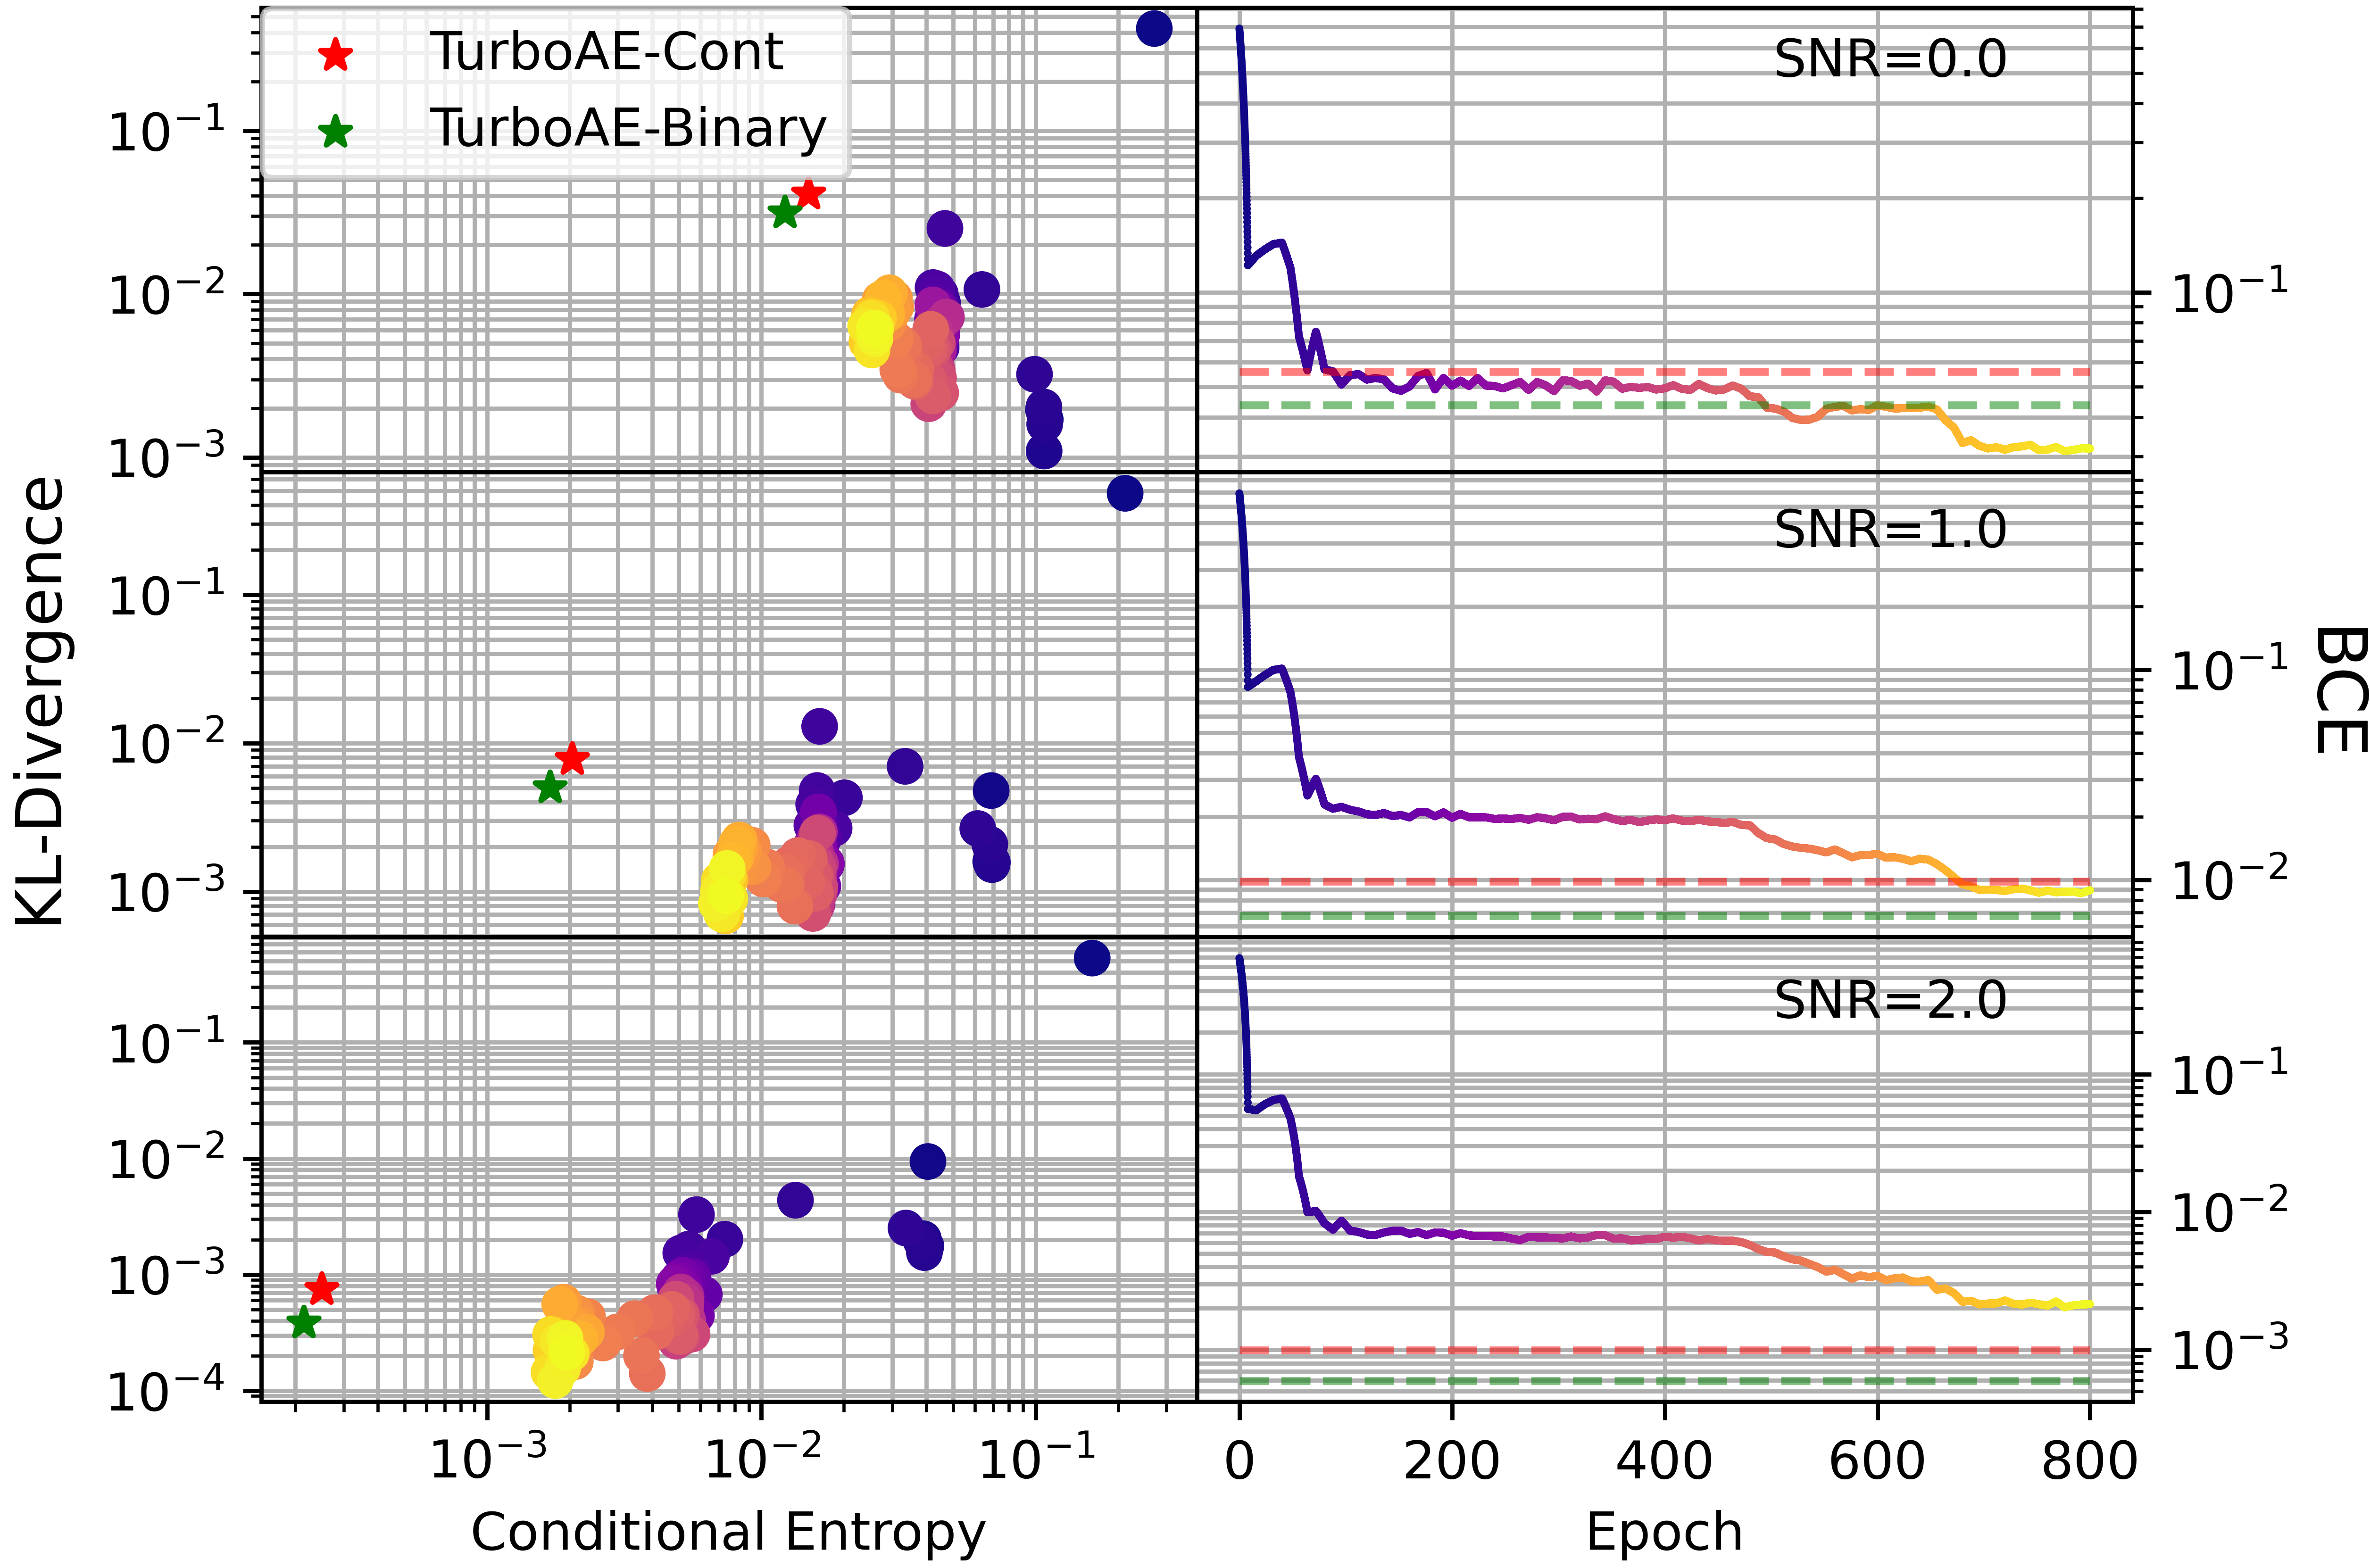 TurboAE-Cont
TurboAE-Binary
SNR=0.0
10⁻¹
10⁻²
10⁻³
10⁻¹
KL-Divergence
SNR=1.0
10⁻¹
10⁻²
10⁻³
10⁻¹
10⁻²
BCE
SNR=2.0
10⁻¹
10⁻²
10⁻³
10⁻⁴
10⁻¹
10⁻²
10⁻³
10⁻³ 10⁻² 10⁻¹
0 200 400 600 800
Conditional Entropy
Epoch